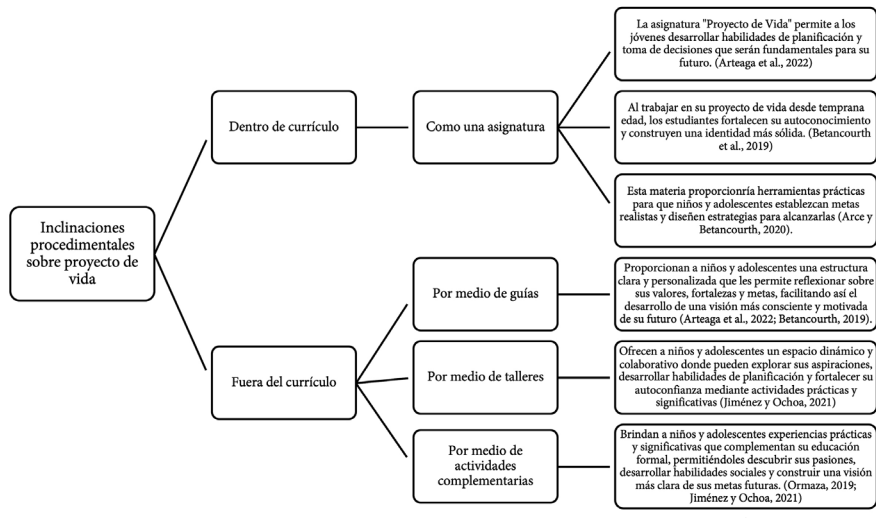 Inclinaciones
procedimentales
sobre proyecto de
vida
Dentro de currículo
Como una asignatura
La asignatura "Proyecto de Vida" permite a los
jóvenes desarrollar habilidades de planificación y
toma de decisiones que serán fundamentales para su
futuro. (Arteaga et al., 2022)
Al trabajar en su proyecto de vida desde temprana
edad, los estudiantes fortalecen su autoconocimiento
y construyen una identidad más sólida. (Betancourth
et al., 2019)
Esta materia proporcionría herramientas prácticas
para que niños y adolescentes establezcan metas
realistas y diseñen estrategias para alcanzarlas (Arce y
Betancourth, 2020).
Fuera del currículo
Por medio de guías
Proporcionan a niños y adolescentes una estructura
clara y personalizada que les permite reflexionar sobre
sus valores, fortalezas y metas, facilitando así el
desarrollo de una visión más consciente y motivada
de su futuro (Arteaga et al., 2022; Betancourth, 2019).
Por medio de talleres
Ofrecen a niños y adolescentes un espacio dinámico y
colaborativo donde pueden explorar sus aspiraciones,
desarrollar habilidades de planificación y fortalecer su
autoconfianza mediante actividades prácticas y
significativas (Jiménez y Ochoa, 2021)
Por medio de
actividades
complementarias
Brindan a niños y adolescentes experiencias prácticas
y significativas que complementan su educación
formal, permitiéndoles descubrir sus pasiones,
desarrollar habilidades sociales y construir una visión
más clara de sus metas futuras. (Ormaza, 2019;
Jiménez y Ochoa, 2021)